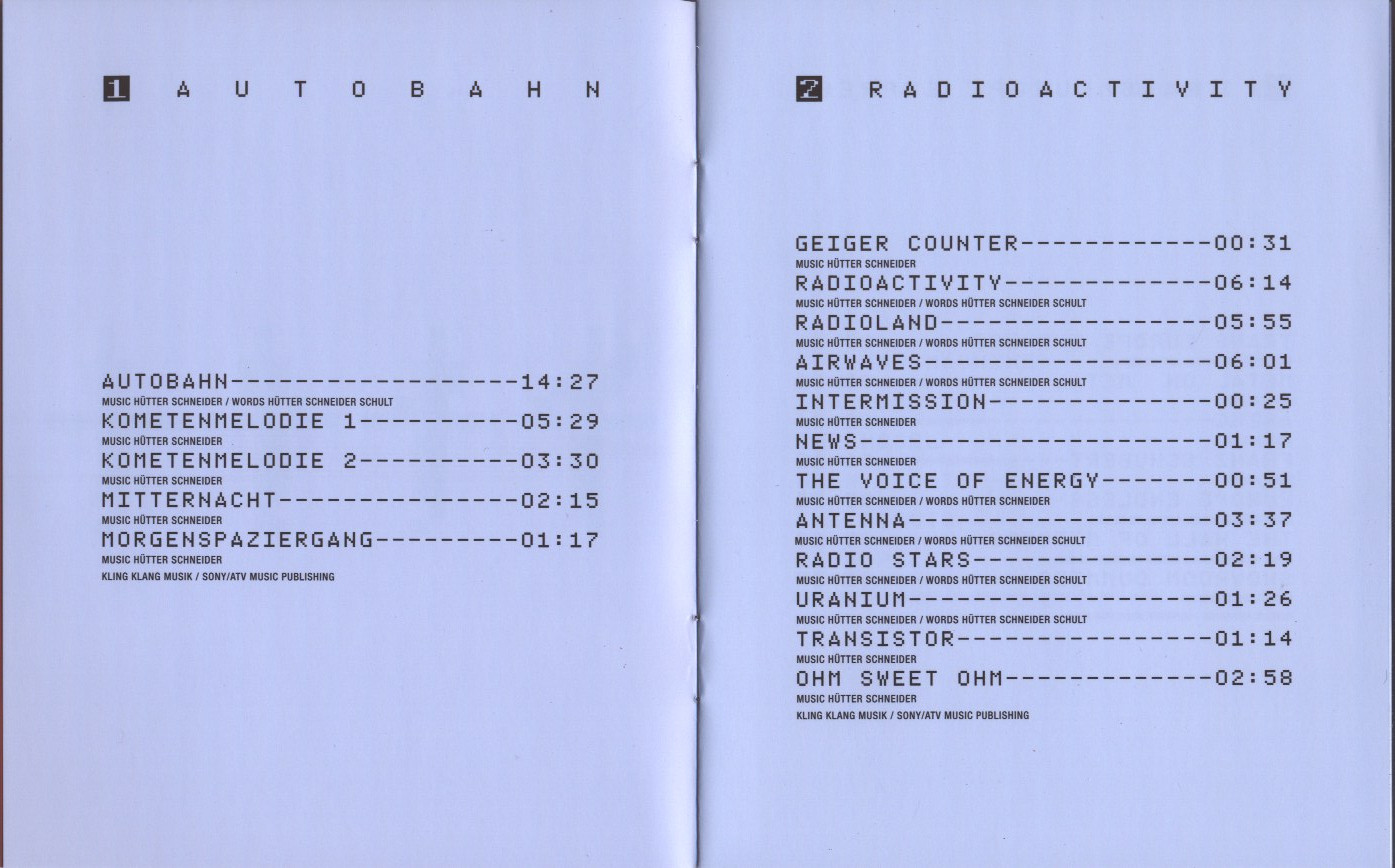 1 AUTOBAHN
AUTOBAHN------------------14:27
MUSIC HÜTTER SCHNEIDER / WORDS HÜTTER SCHNEIDER SCHULT
KOMETENMELODIE 1----------05:29
MUSIC HÜTTER SCHNEIDER
KOMETENMELODIE 2----------03:30
MUSIC HÜTTER SCHNEIDER
MITTERNACHT---------------02:15
MUSIC HÜTTER SCHNEIDER
MORGENSPAZIERGANG---------01:17
MUSIC HÜTTER SCHNEIDER
KLING KLANG MUSIK / SONY/ATV MUSIC PUBLISHING
2 RADIOACTIVITY
GEIGER COUNTER------------00:31
MUSIC HÜTTER SCHNEIDER
RADIOACTIVITY-------------06:14
MUSIC HÜTTER SCHNEIDER / WORDS HÜTTER SCHNEIDER SCHULT
RADIOLAND-----------------05:55
MUSIC HÜTTER SCHNEIDER / WORDS HÜTTER SCHNEIDER SCHULT
AIRWAVES------------------06:01
MUSIC HÜTTER SCHNEIDER / WORDS HÜTTER SCHNEIDER SCHULT
INTERMISSION--------------00:25
MUSIC HÜTTER SCHNEIDER
NEWS----------------------01:17
MUSIC HÜTTER SCHNEIDER
THE VOICE OF ENERGY-------00:51
MUSIC HÜTTER SCHNEIDER / WORDS HÜTTER SCHNEIDER
ANTENNA-------------------03:37
MUSIC HÜTTER SCHNEIDER / WORDS HÜTTER SCHNEIDER SCHULT
RADIO STARS---------------02:19
MUSIC HÜTTER SCHNEIDER / WORDS HÜTTER SCHNEIDER SCHULT
URANIUM-------------------01:26
MUSIC HÜTTER SCHNEIDER / WORDS HÜTTER SCHNEIDER SCHULT
TRANSISTOR----------------01:14
MUSIC HÜTTER SCHNEIDER
OHM SWEET OHM-------------02:58
MUSIC HÜTTER SCHNEIDER
KLING KLANG MUSIK / SONY/ATV MUSIC PUBLISHING